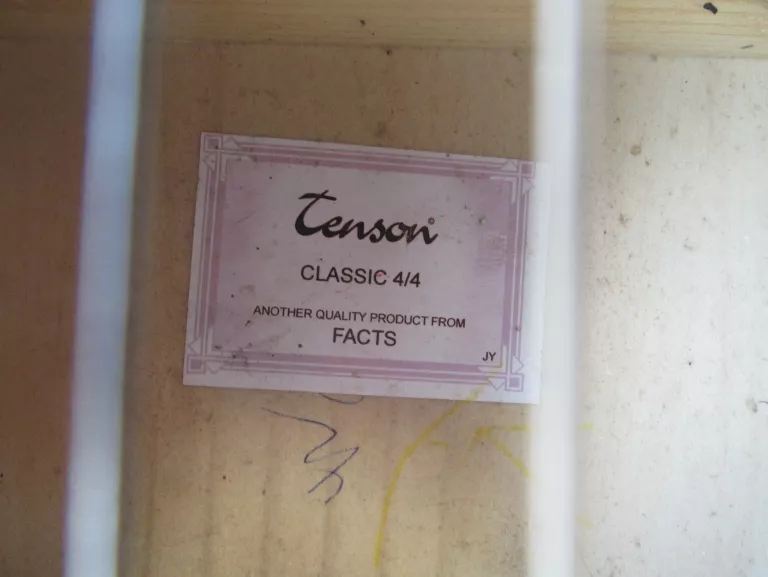 Tenson®
CLASSIC 4/4
ANOTHER QUALITY PRODUCT FROM
FACTS
JY